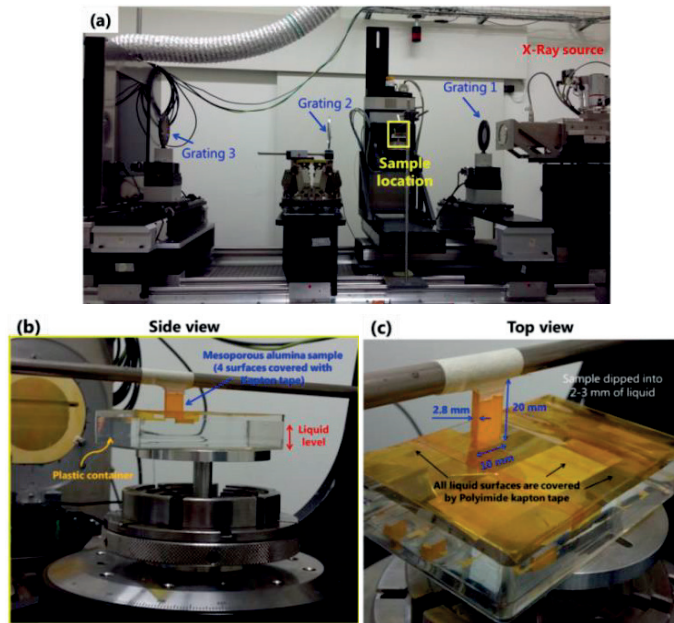 (a)
X-Ray source
Grating 1
Grating 2
Grating 3
Sample
location
(b)
Side view
Mesoporous alumina sample
(4 surfaces covered with
Kapton tape)
Liquid
level
Plastic container
(c)
Top view
Sample dipped into
2-3 mm of liquid
2.8 mm
20 mm
10 mm
All liquid surfaces are covered
by Polyimide kapton tape